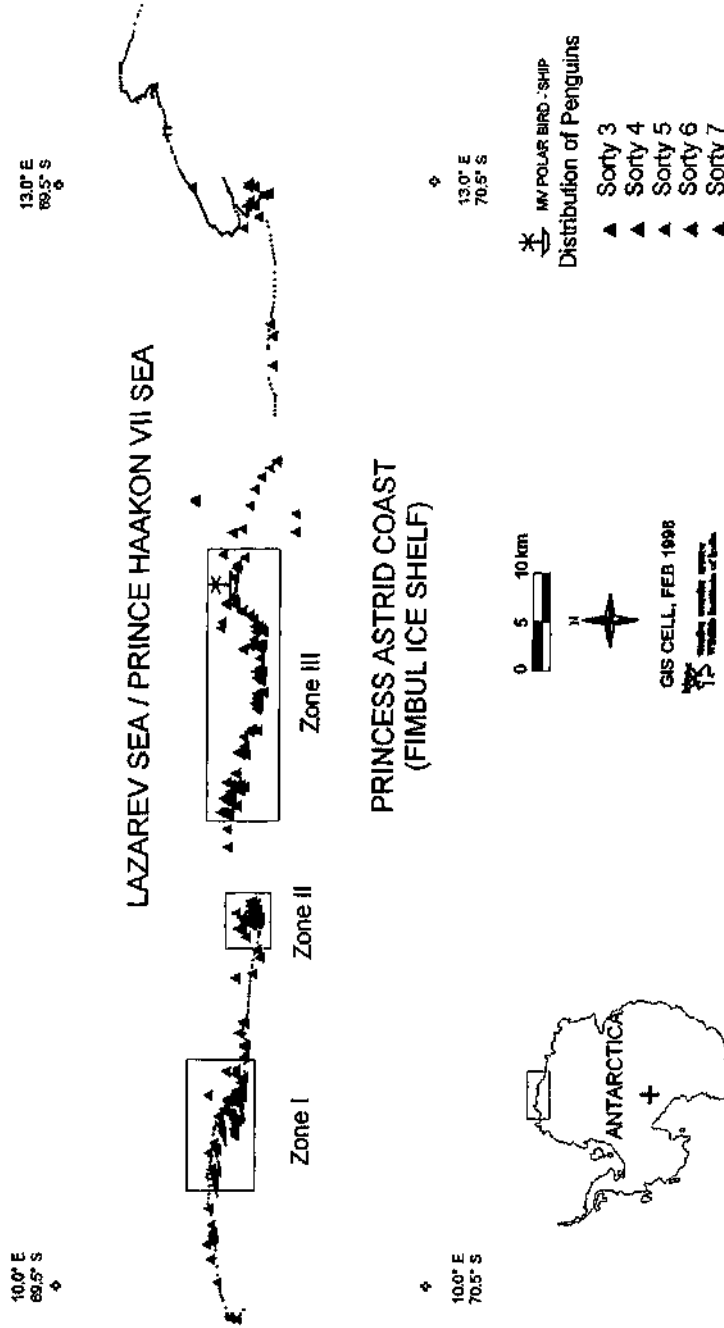 10.0° E
69.5° S
13.0° E
69.5° S
LAZAREV SEA / PRINCE HAAKON VII SEA
Zone I
Zone II
Zone III
PRINCESS ASTRID COAST
(FIMBUL ICE SHELF)
10.0° E
70.5° S
13.0° E
70.5° S
ANTARCTICA
0 5 10 km
N
GIS CELL, FEB 1998
MV POLAR BIRD - SHIP
Distribution of Penguins
Sorty 3
Sorty 4
Sorty 5
Sorty 6
Sorty 7